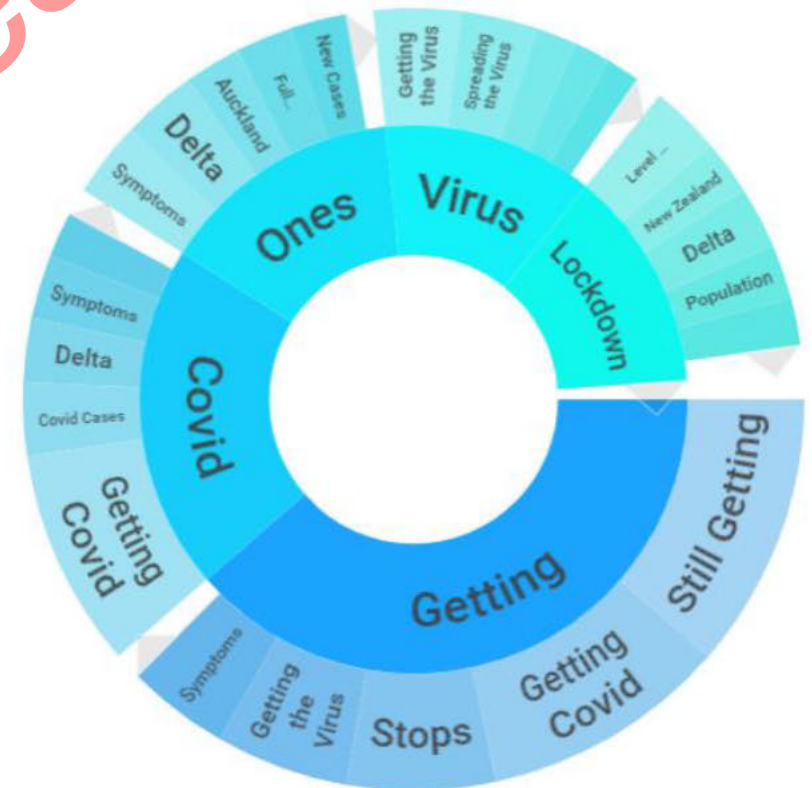 Getting
Still Getting
Getting
Covid
Stops
Getting
the
Virus
Symptoms
Covid
Getting
Covid
Covid Cases
Delta
Symptoms
Ones
Symptoms
Delta
Auckland
Full...
New Cases
Virus
Getting
the Virus
Spreading
the Virus
Lockdown
Level ...
New Zealand
Delta
Population